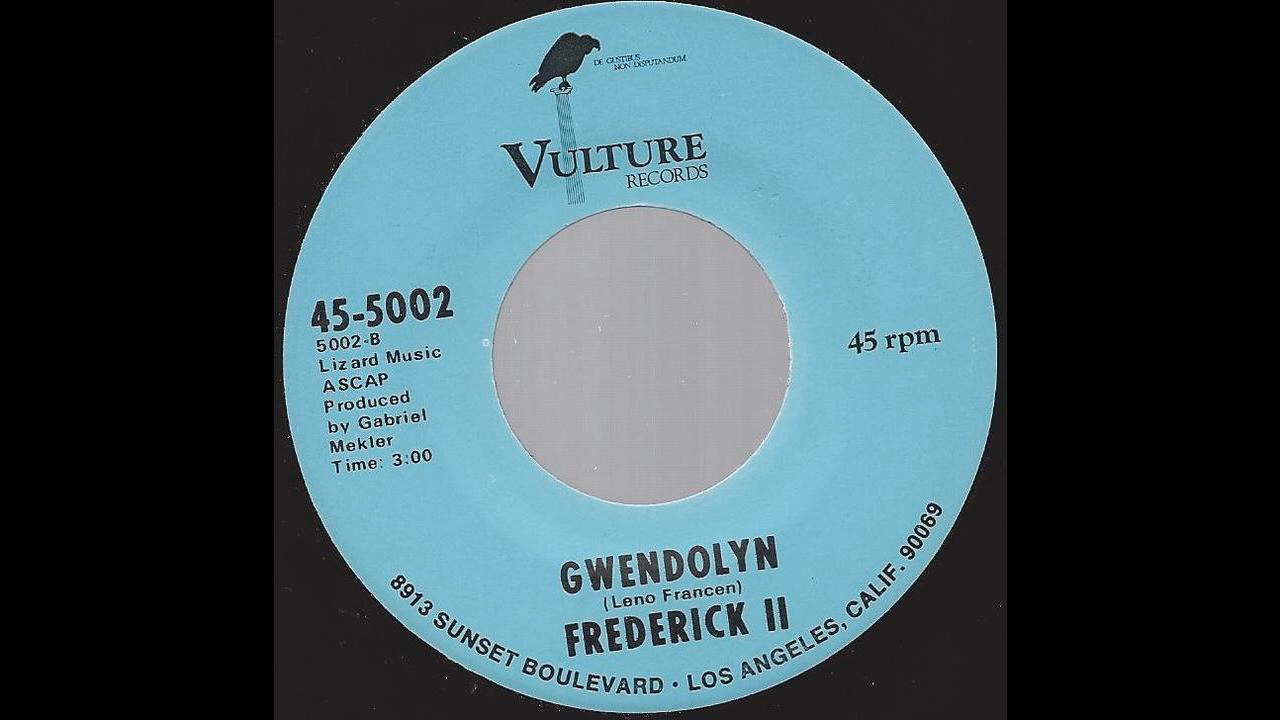 DE GUSTIBUS
NON DISPUTANDUM
VULTURE
RECORDS
45-5002
5002-B
Lizard Music
ASCAP
Produced
by Gabriel
Mekler
Time: 3:00
45 rpm
GWENDOLYN
(Leno Francen)
FREDERICK II
8913 SUNSET BOULEVARD · LOS ANGELES, CALIF. 90069